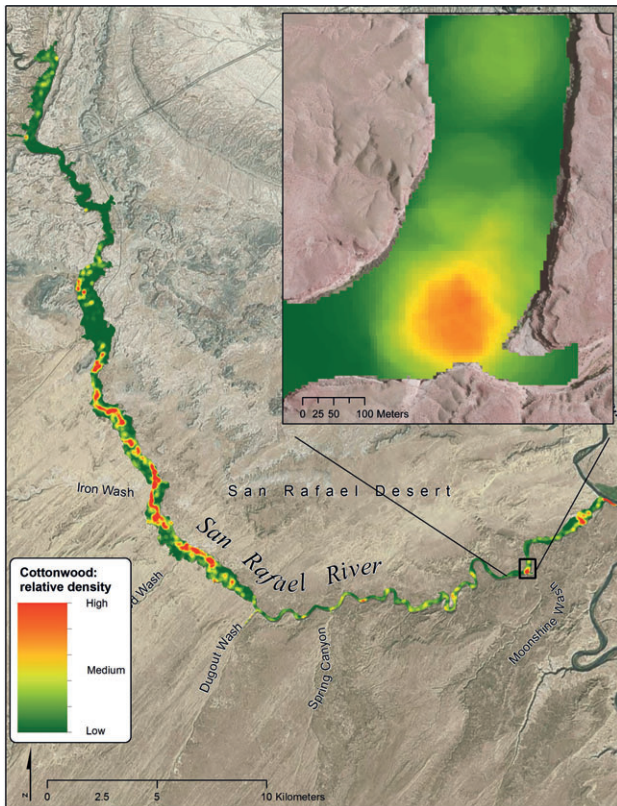 0 25 50 100 Meters
Iron Wash
San Rafael Desert
San Rafael River
Cottonwood:
relative density
High
Medium
Low
d Wash
Dugout Wash
Spring Canyon
Moonshine Wash
N
0 2.5 5 10 Kilometers